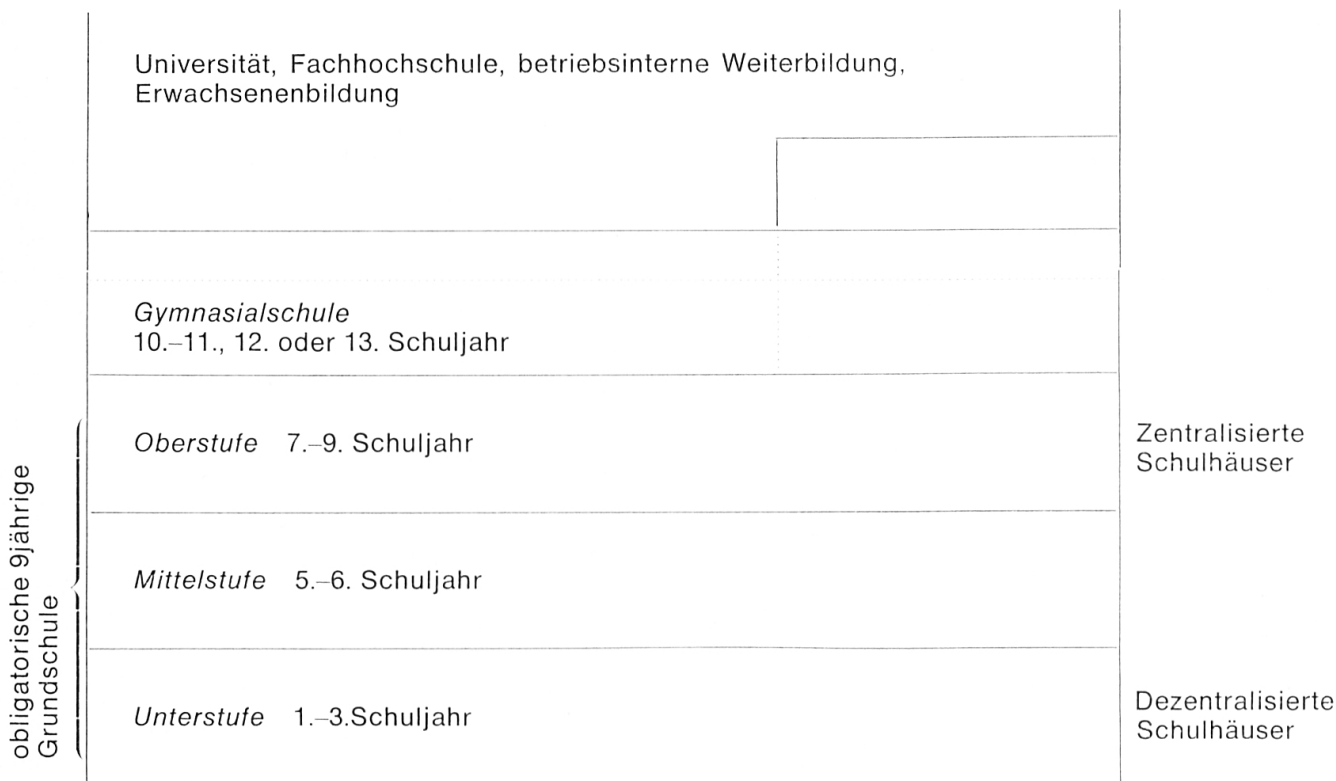 Universität, Fachhochschule, betriebsinterne Weiterbildung,
Erwachsenenbildung
Gymnasialschule
10.–11., 12. oder 13. Schuljahr
Oberstufe 7.–9. Schuljahr
Zentralisierte
Schulhäuser
Mittelstufe 5.–6. Schuljahr
Unterstufe 1.–3.Schuljahr
Dezentralisierte
Schulhäuser
obligatorische 9jährige
Grundschule